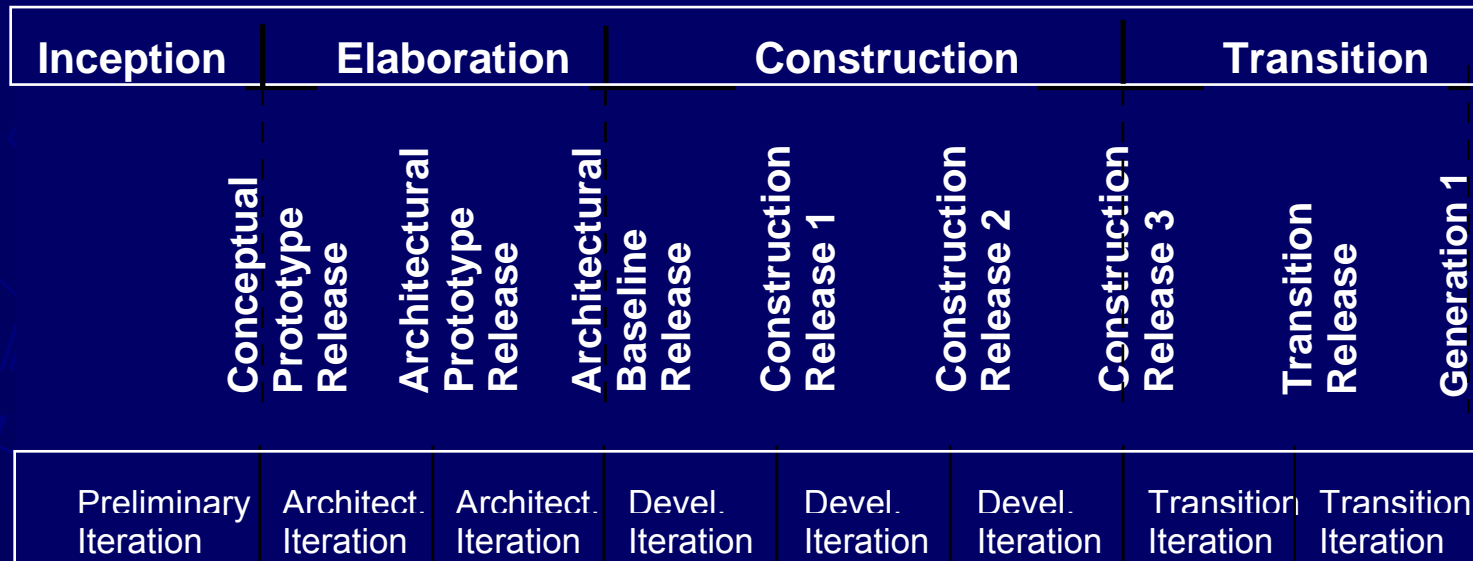 Inception
Elaboration
Construction
Transition
Conceptual
Prototype
Release
Architectural
Prototype
Release
Architectural
Baseline
Release
Construction
Release 1
Construction
Release 2
Construction
Release 3
Transition
Release
Generation 1
Preliminary
Iteration
Architect.
Iteration
Architect.
Iteration
Devel.
Iteration
Devel.
Iteration
Devel.
Iteration
Transition
Iteration
Transition
Iteration